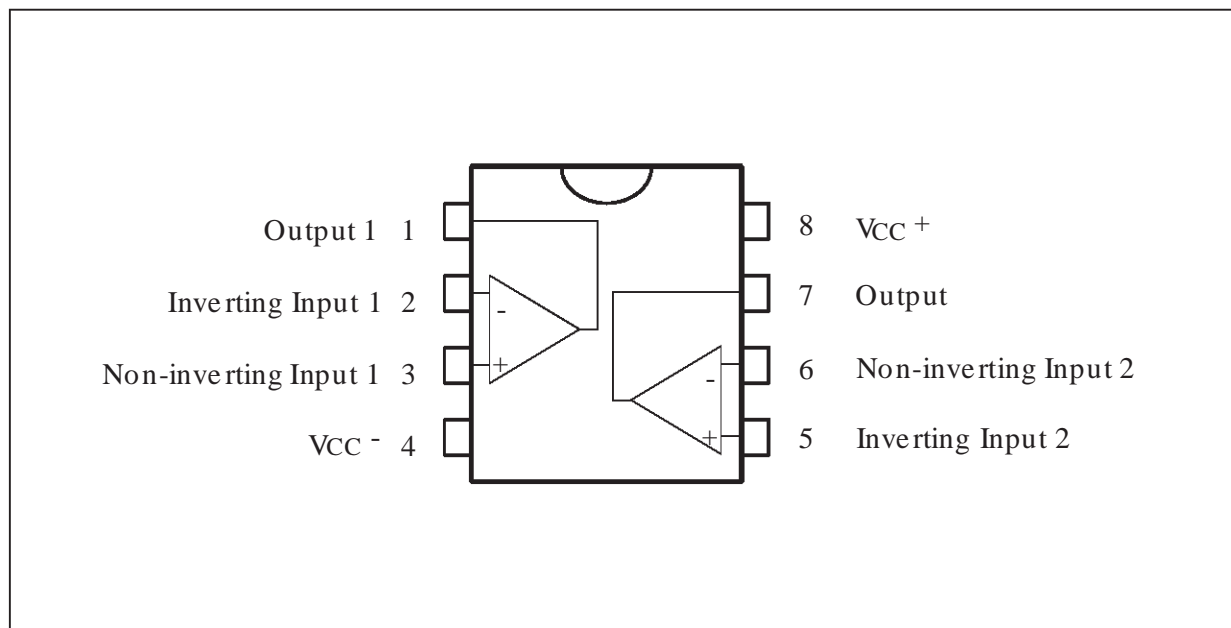 Output 1 1
Inverting Input 1 2
Non-inverting Input 1 3
VCC - 4
8 VCC +
7 Output
6 Non-inverting Input 2
5 Inverting Input 2
-
+
-
+